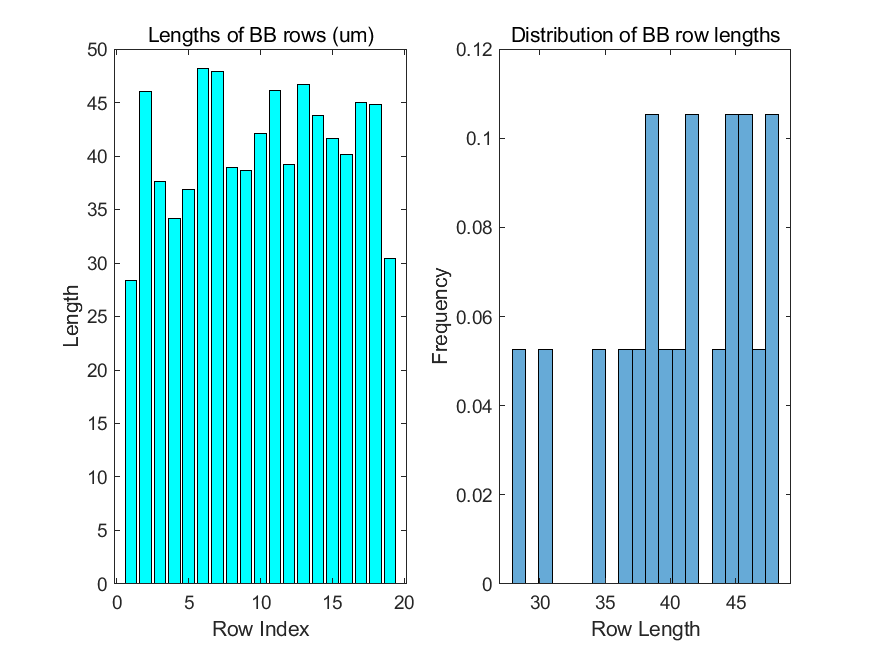 Lengths of BB rows (um)
50
45
40
35
30
25
20
15
10
5
0
Length
0 5 10 15 20
Row Index
Distribution of BB row lengths
0.12
0.1
0.08
0.06
0.04
0.02
0
Frequency
30 35 40 45
Row Length